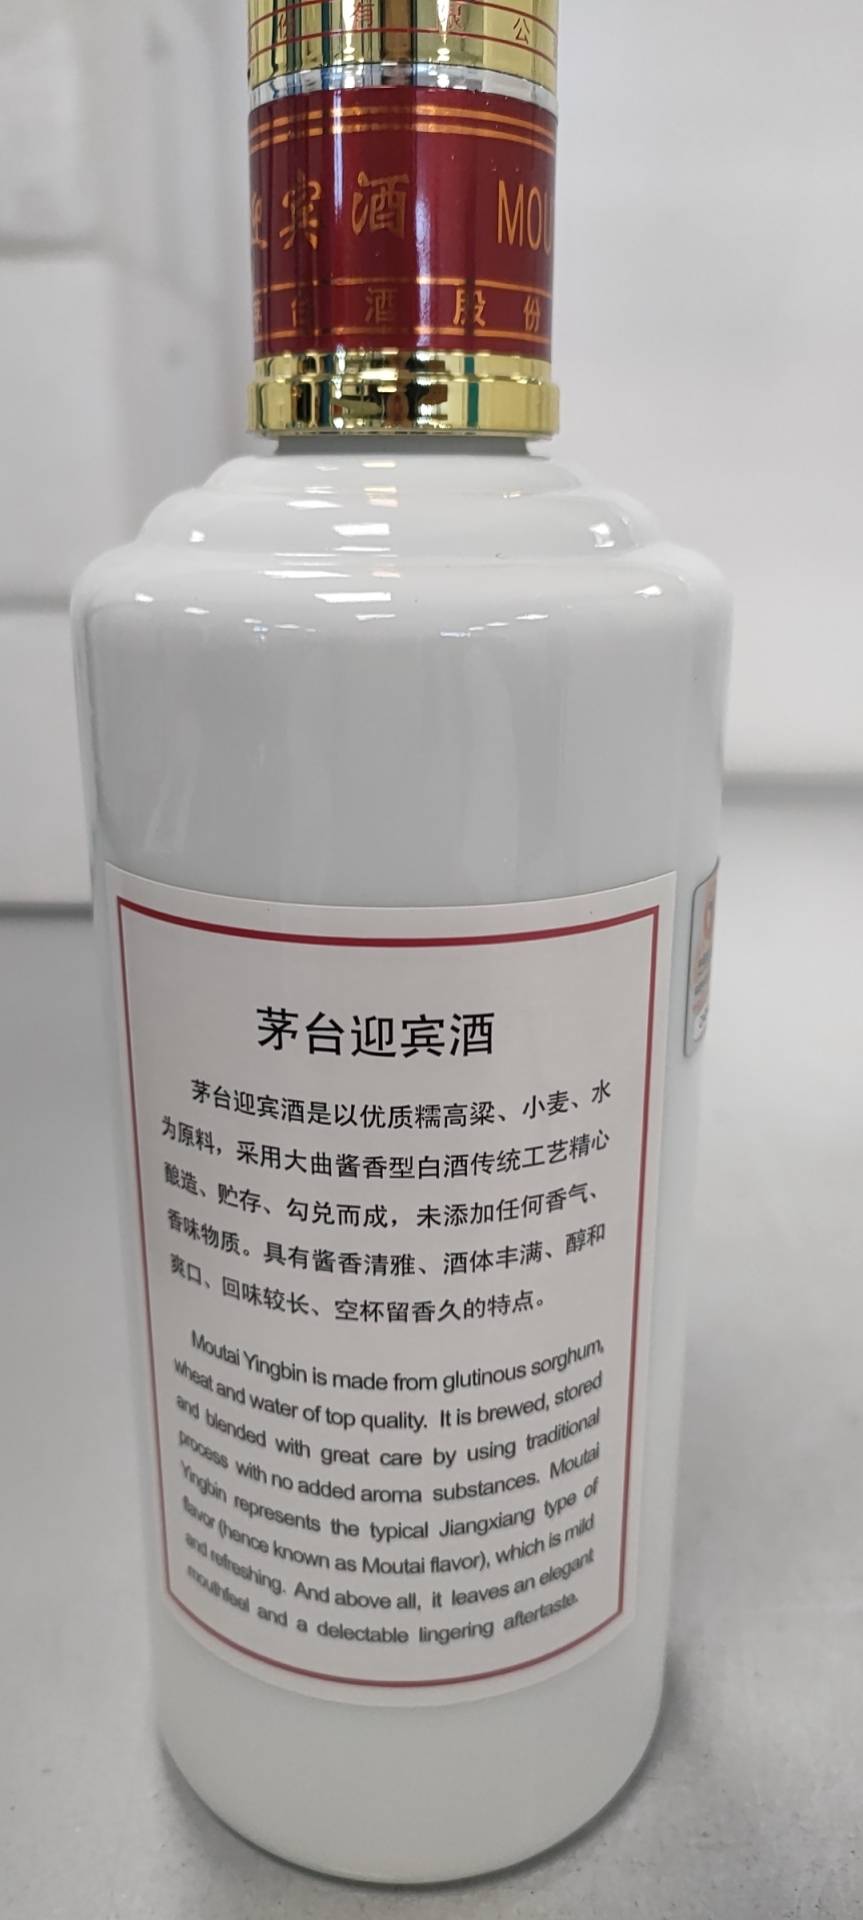 份有限公
迎宾酒 MOU
茅台酒股份
茅台迎宾酒
茅台迎宾酒是以优质糯高粱、小麦、水
为原料，采用大曲酱香型白酒传统工艺精心
酿造、贮存、勾兑而成，未添加任何香气、
香味物质。具有酱香清雅、酒体丰满、醇和
爽口、回味较长、空杯留香久的特点。
Moutai Yingbin is made from glutinous sorghum,
wheat and water of top quality. It is brewed, stored
and blended with great care by using traditional
process with no added aroma substances. Moutai
Yingbin represents the typical Jiangxiang type of
flavor (hence known as Moutai flavor), which is mild
and refreshing. And above all, it leaves an elegant
mouthfeel and a delectable lingering aftertaste.